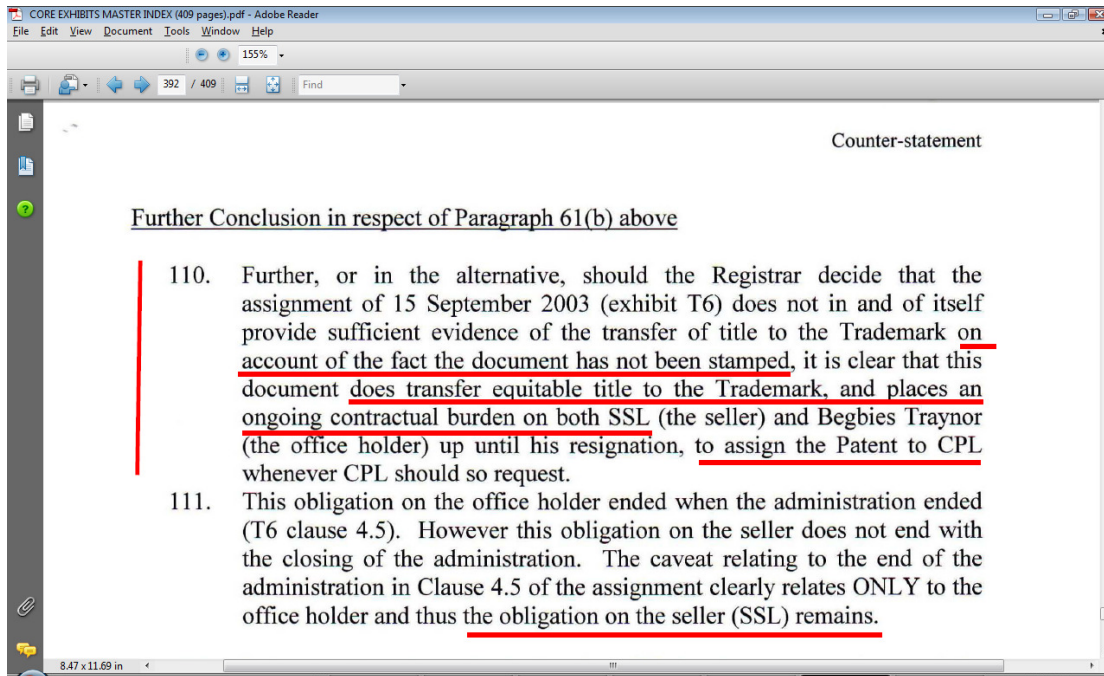 CORE EXHIBITS MASTER INDEX (409 pages).pdf - Adobe Reader
File Edit View Document Tools Window Help
155%
392 / 409 Find
Counter-statement
Further Conclusion in respect of Paragraph 61(b) above
110. Further, or in the alternative, should the Registrar decide that the
assignment of 15 September 2003 (exhibit T6) does not in and of itself
provide sufficient evidence of the transfer of title to the Trademark on
account of the fact the document has not been stamped, it is clear that this
document does transfer equitable title to the Trademark, and places an
ongoing contractual burden on both SSL (the seller) and Begbies Traynor
(the office holder) up until his resignation, to assign the Patent to CPL
whenever CPL should so request.
111. This obligation on the office holder ended when the administration ended
(T6 clause 4.5). However this obligation on the seller does not end with
the closing of the administration. The caveat relating to the end of the
administration in Clause 4.5 of the assignment clearly relates ONLY to the
office holder and thus the obligation on the seller (SSL) remains.
8.47 x 11.69 in